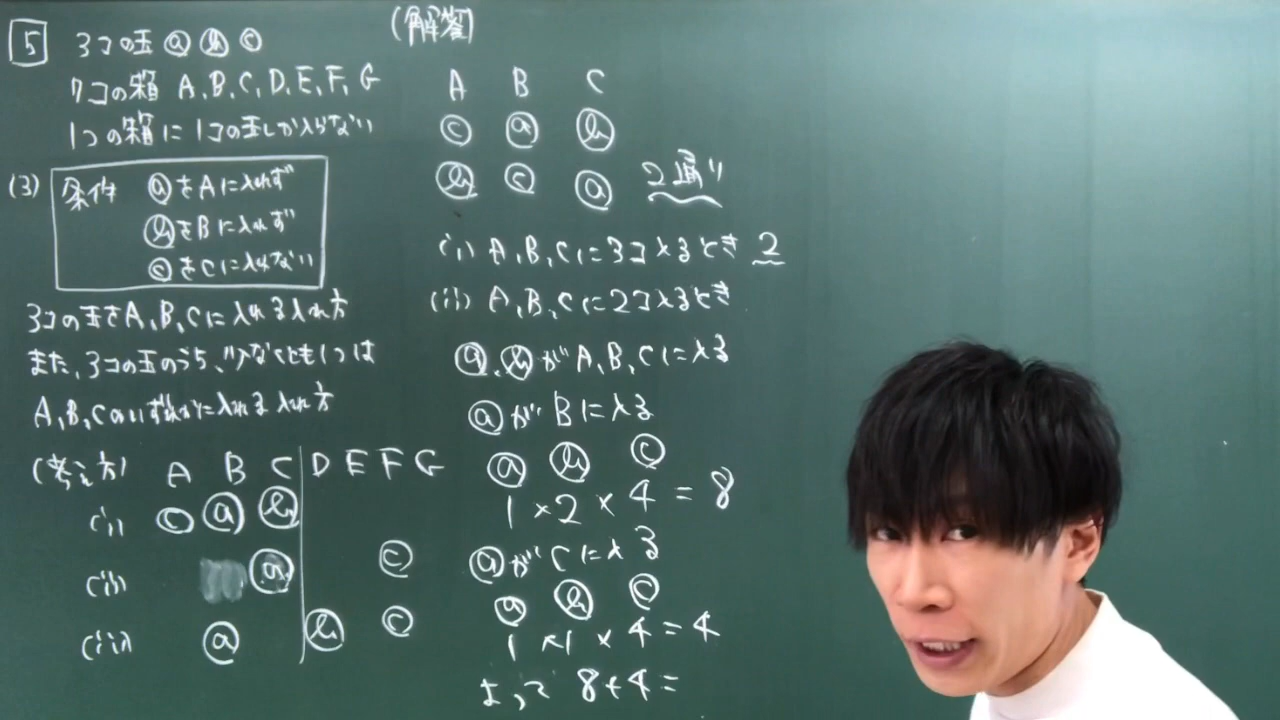 5 3コの玉 ⓐ ⓑ ⓒ
7コの箱 A, B, C, D, E, F, G
1つの箱に1コの玉しか入らない
(3) 条件 ⓐをAに入れず
ⓑをBに入れず
ⓒをCに入れない
3コの玉をA, B, Cに入れる入れ方
また、3コの玉のうち、少なくとも1つは
A, B, Cのいずれかに入れる入れ方
(考え方) A B C D E F G
(i) ⓒ ⓐ ⓑ
(ii) ⓐ ⓒ
(iii) ⓐ ⓑ ⓒ
(解答)
A B C
ⓒ ⓐ ⓑ
ⓑ ⓒ ⓐ 2通り
(i) A, B, Cに3コ入るとき 2
(ii) A, B, Cに2コ入るとき
ⓐ, ⓑがA, B, Cに入る
ⓐがBに入る
ⓐ ⓑ ⓒ
1 × 2 × 4 = 8
ⓐがCに入る
ⓐ ⓑ ⓒ
1 × 1 × 4 = 4
よって 8+4=